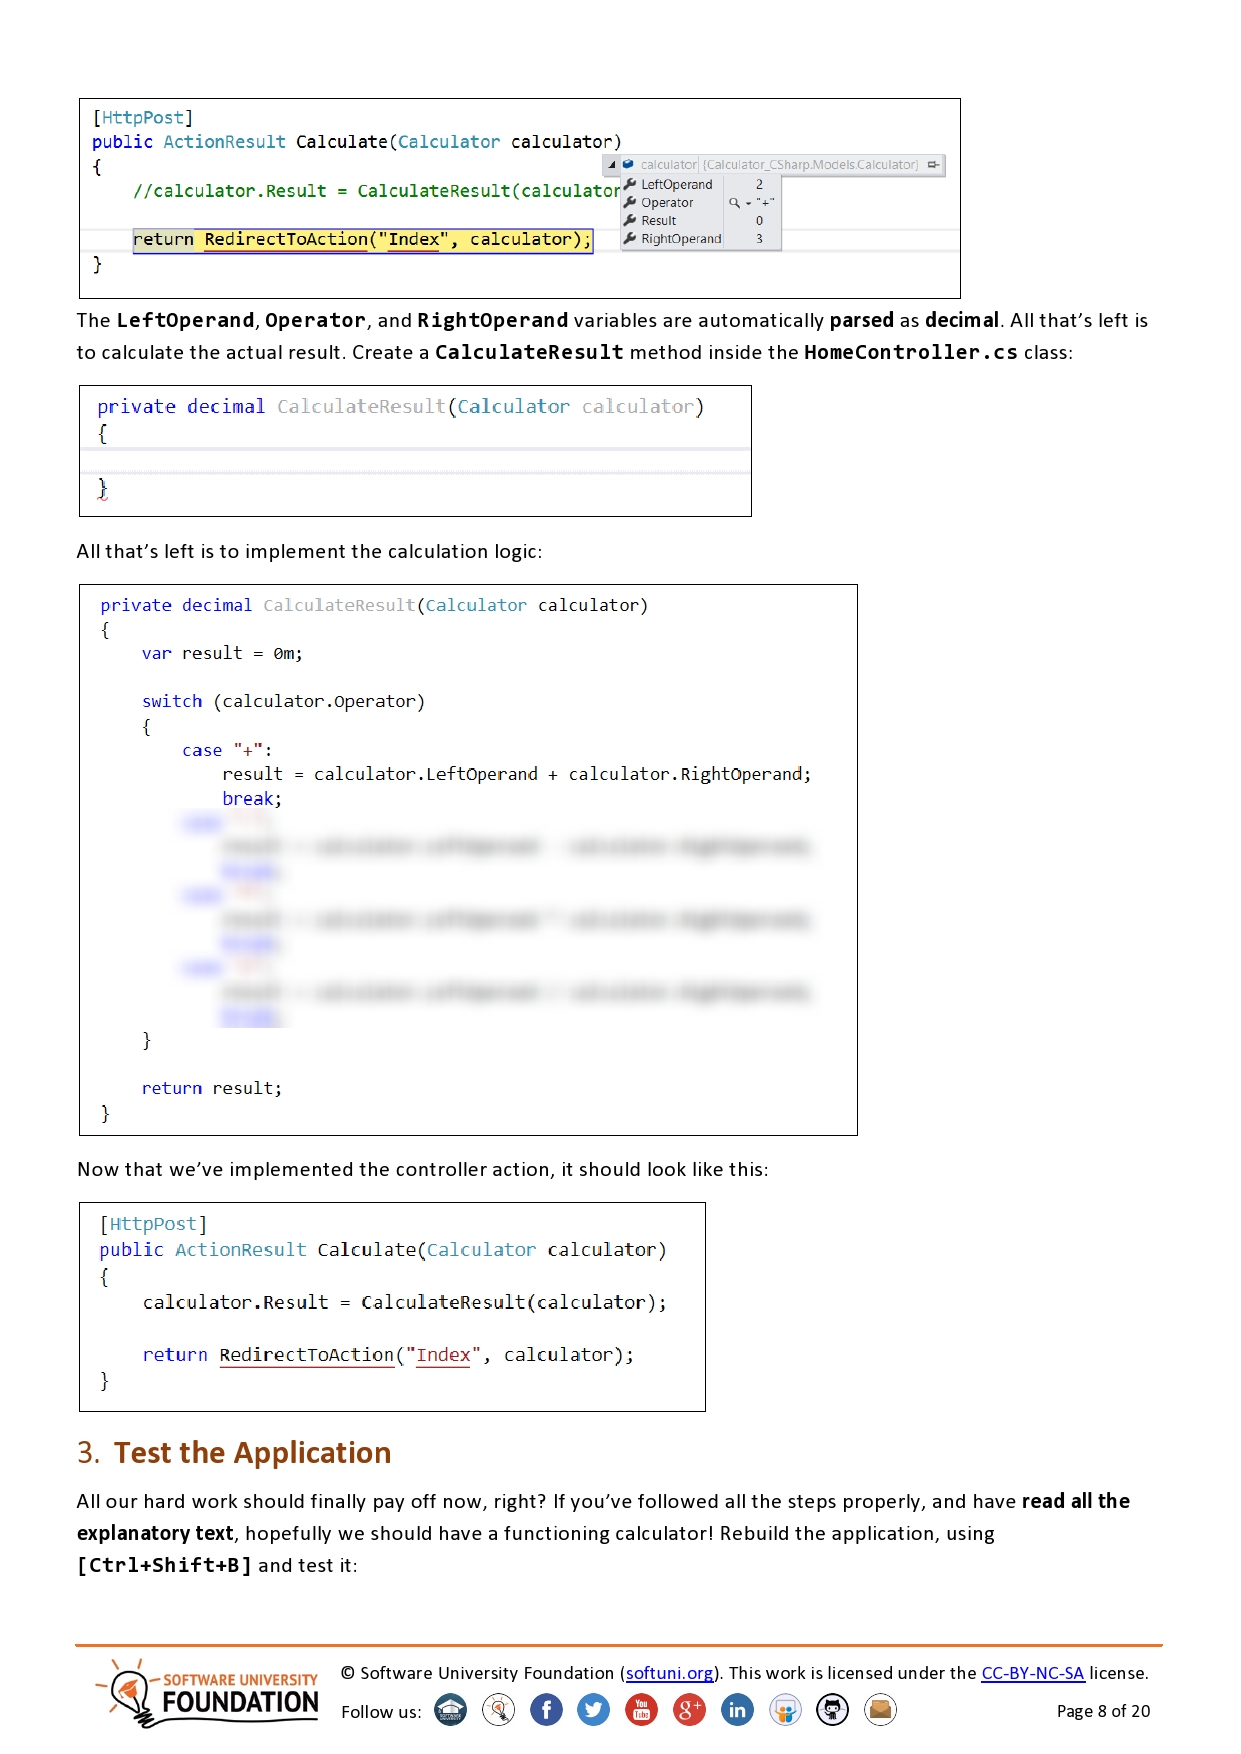 [HttpPost]
public ActionResult Calculate(Calculator calculator)
{
calculator {Calculator_CSharp.Models.Calculator}
//calculator.Result = CalculateResult(calculator
LeftOperand 2
Operator "+"
Result 0
RightOperand 3
return RedirectToAction("Index", calculator);
}
The LeftOperand, Operator, and RightOperand variables are automatically parsed as decimal. All that’s left is
to calculate the actual result. Create a CalculateResult method inside the HomeController.cs class:
private decimal CalculateResult(Calculator calculator)
{
}
All that’s left is to implement the calculation logic:
private decimal CalculateResult(Calculator calculator)
{
var result = 0m;
switch (calculator.Operator)
{
case "+":
result = calculator.LeftOperand + calculator.RightOperand;
break;
}
return result;
}
Now that we’ve implemented the controller action, it should look like this:
[HttpPost]
public ActionResult Calculate(Calculator calculator)
{
calculator.Result = CalculateResult(calculator);
return RedirectToAction("Index", calculator);
}
3. Test the Application
All our hard work should finally pay off now, right? If you’ve followed all the steps properly, and have read all the
explanatory text, hopefully we should have a functioning calculator! Rebuild the application, using
[Ctrl+Shift+B] and test it:
SOFTWARE UNIVERSITY
FOUNDATION
© Software University Foundation (softuni.org). This work is licensed under the CC-BY-NC-SA license.
Follow us:
You
Tube
g+
in
Page 8 of 20